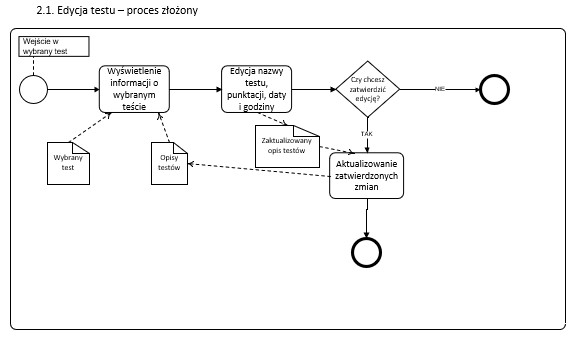 2.1. Edycja testu – proces złożony
Wejście w
wybrany test
Wyświetlenie
informacji o
wybranym
teście
Edycja nazwy
testu,
punktacji, daty
i godziny
Czy chcesz
zatwierdzić
edycję?
NIE
TAK
Zaktualizowany
opis testów
Wybrany
test
Opisy
testów
Aktualizowanie
zatwierdzonych
zmian